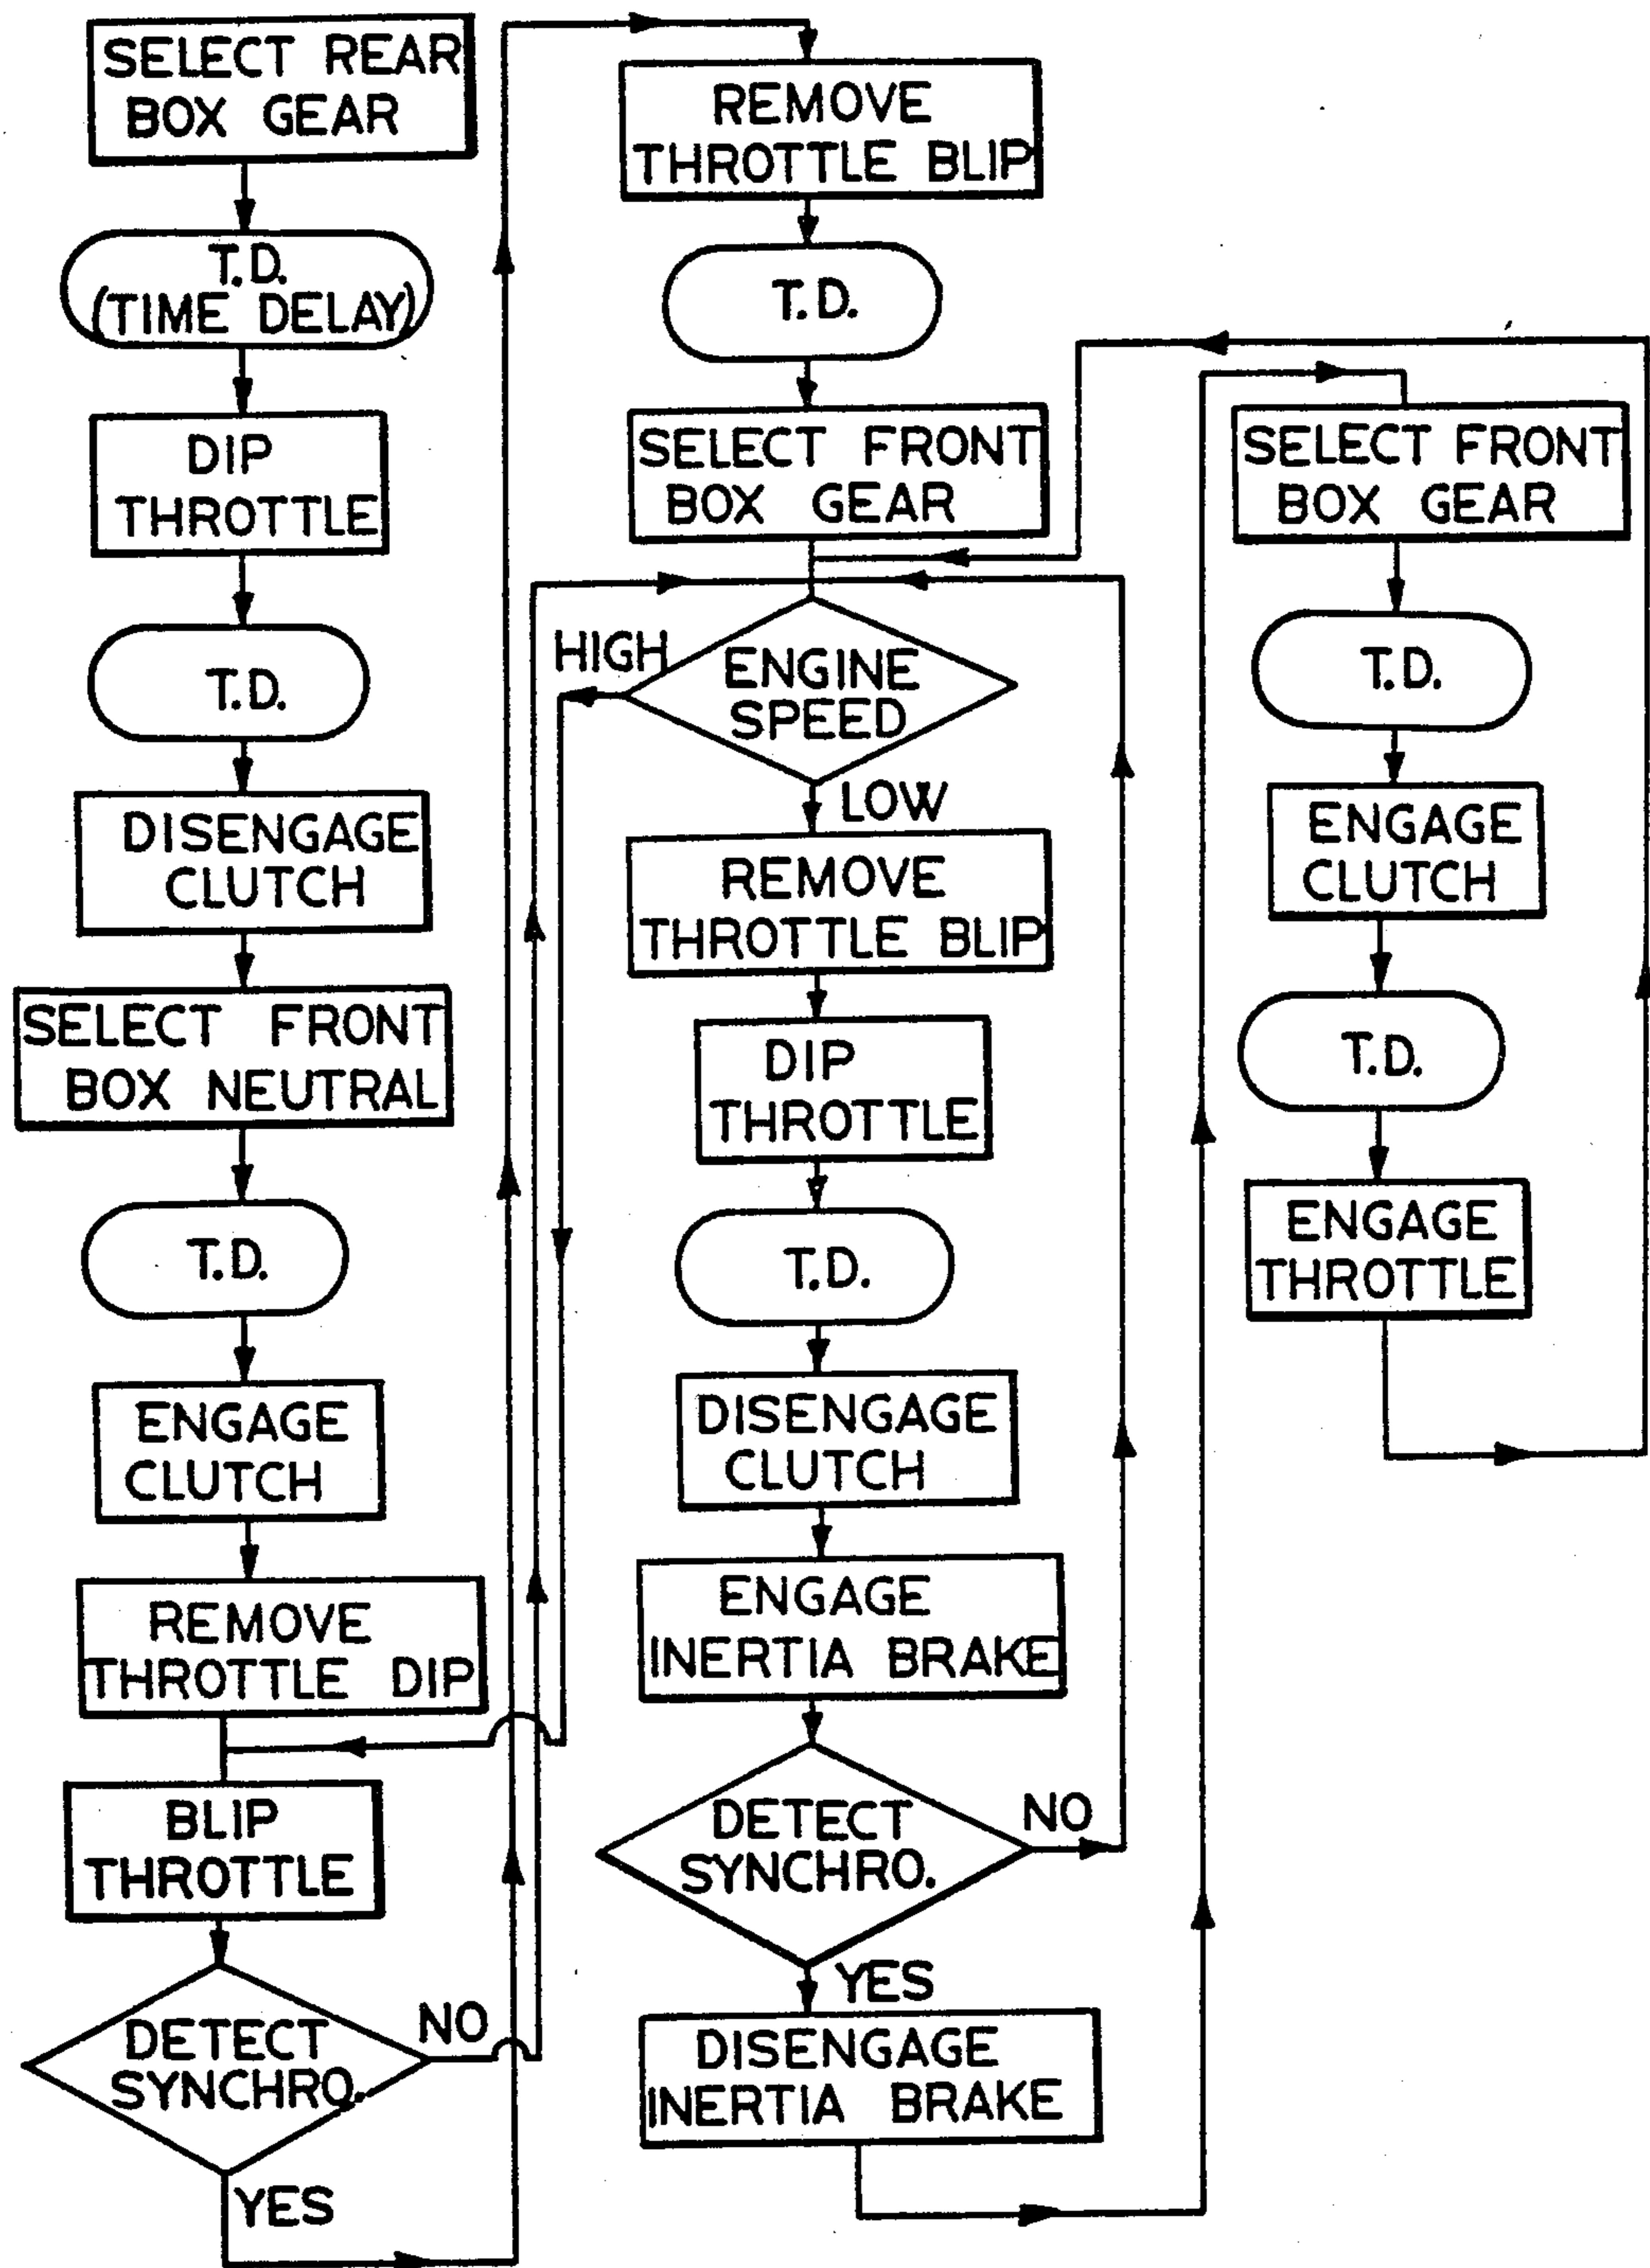 SELECT REAR
BOX GEAR
T.D.
(TIME DELAY)
DIP
THROTTLE
T.D.
DISENGAGE
CLUTCH
SELECT FRONT
BOX NEUTRAL
T.D.
ENGAGE
CLUTCH
REMOVE
THROTTLE DIP
BLIP
THROTTLE
DETECT
SYNCHRO.
NO
YES
REMOVE
THROTTLE BLIP
T.D.
SELECT FRONT
BOX GEAR
HIGH
ENGINE
SPEED
LOW
REMOVE
THROTTLE BLIP
DIP
THROTTLE
T.D.
DISENGAGE
CLUTCH
ENGAGE
INERTIA BRAKE
DETECT
SYNCHRO.
NO
YES
DISENGAGE
INERTIA BRAKE
SELECT FRONT
BOX GEAR
T.D.
ENGAGE
CLUTCH
T.D.
ENGAGE
THROTTLE